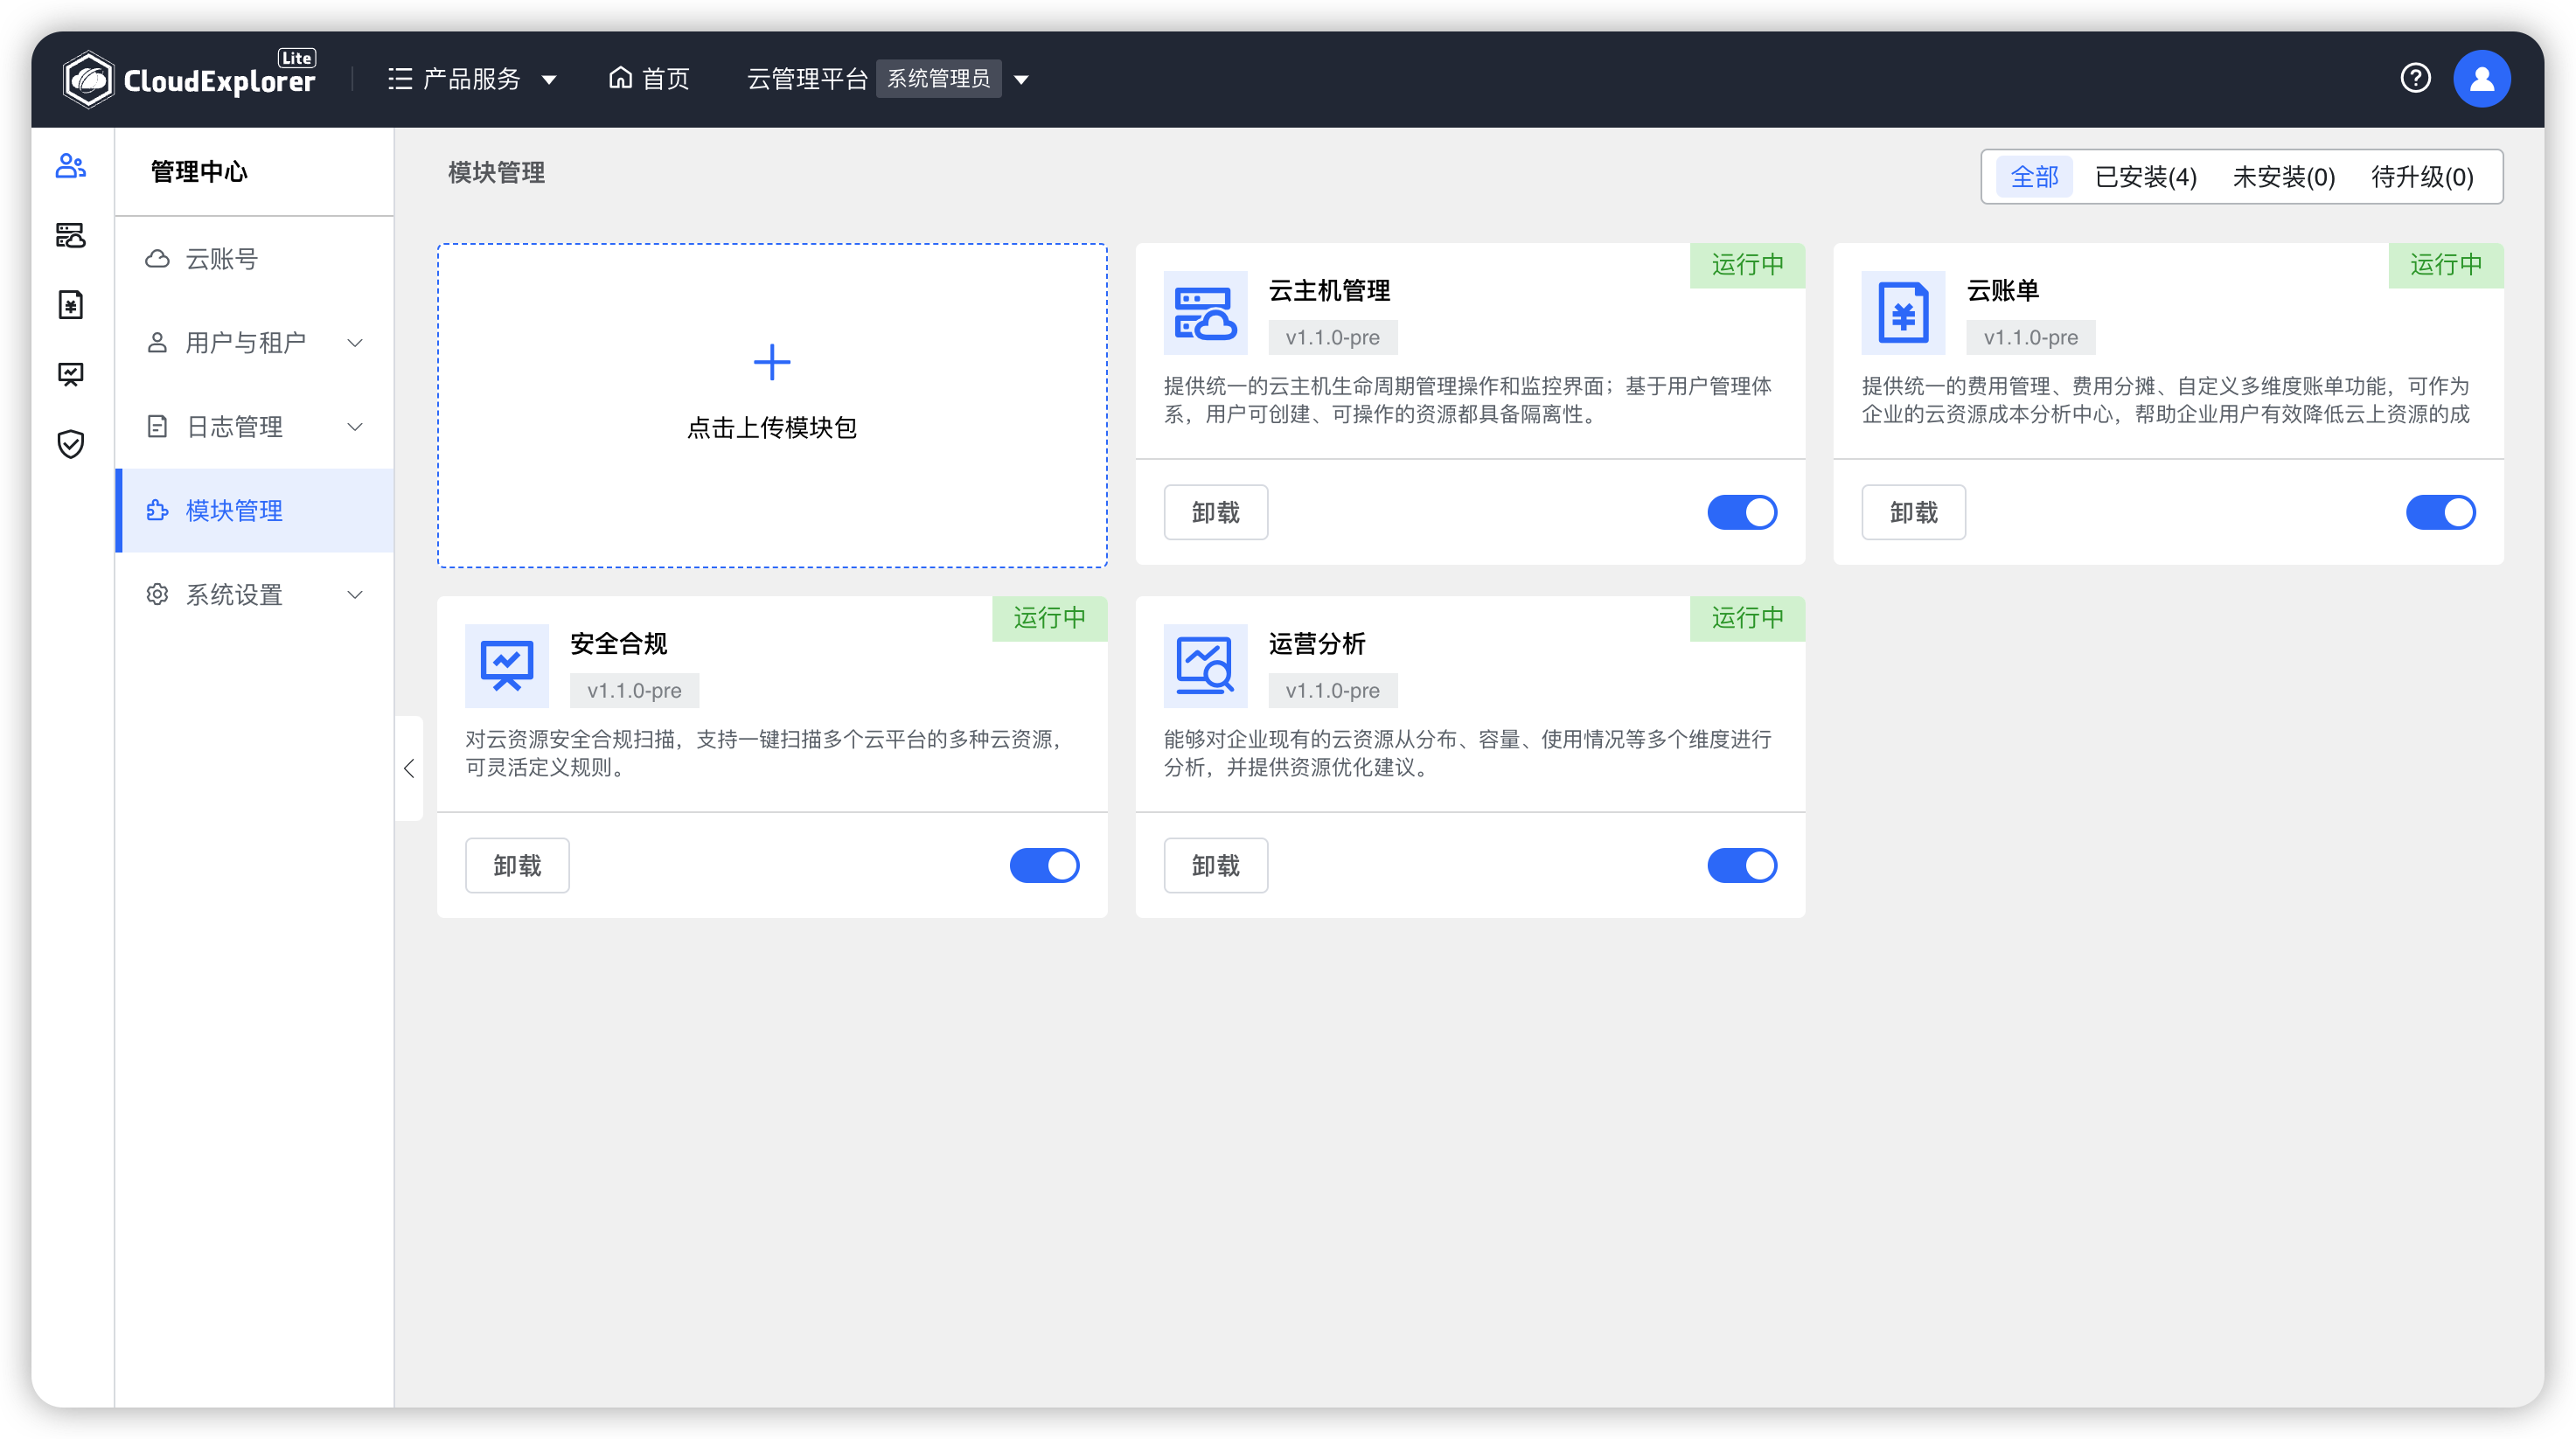 CloudExplorer Lite
产品服务
首页
云管理平台 系统管理员
管理中心
云账号
用户与租户
日志管理
模块管理
系统设置
模块管理
全部 已安装(4) 未安装(0) 待升级(0)
点击上传模块包
运行中
云主机管理
v1.1.0-pre
提供统一的云主机生命周期管理操作和监控界面；基于用户管理体
系，用户可创建、可操作的资源都具备隔离性。
卸载
运行中
云账单
v1.1.0-pre
提供统一的费用管理、费用分摊、自定义多维度账单功能，可作为
企业的云资源成本分析中心，帮助企业用户有效降低云上资源的成
卸载
运行中
安全合规
v1.1.0-pre
对云资源安全合规扫描，支持一键扫描多个云平台的多种云资源，
可灵活定义规则。
卸载
运行中
运营分析
v1.1.0-pre
能够对企业现有的云资源从分布、容量、使用情况等多个维度进行
分析，并提供资源优化建议。
卸载